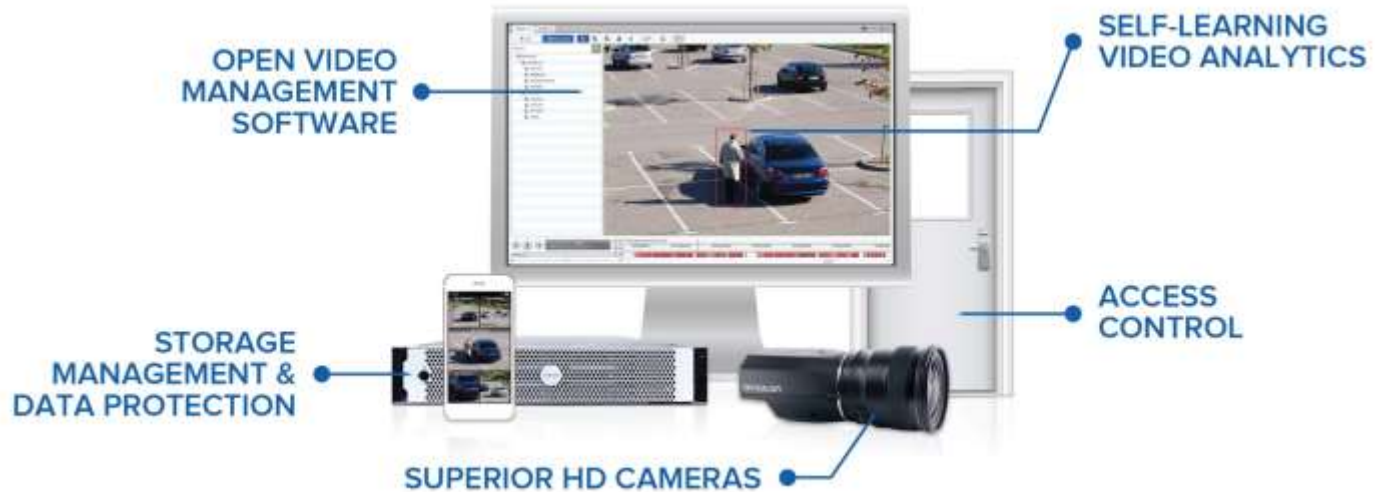 OPEN VIDEO
MANAGEMENT
SOFTWARE
SELF-LEARNING
VIDEO ANALYTICS
ACCESS
CONTROL
STORAGE
MANAGEMENT &
DATA PROTECTION
SUPERIOR HD CAMERAS